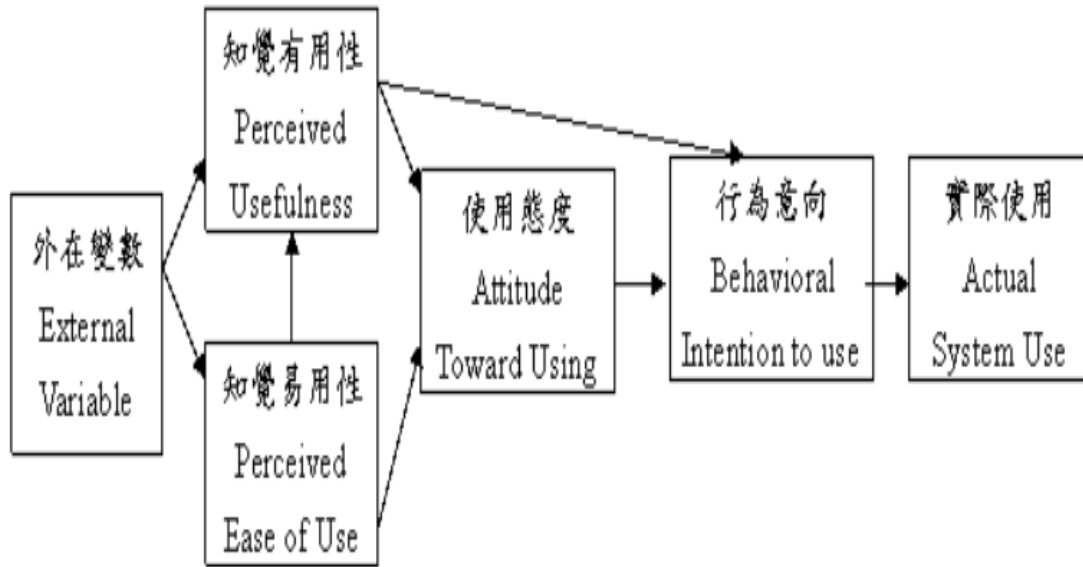 外在變數
External
Variable
知覺有用性
Perceived
Usefulness
知覺易用性
Perceived
Ease of Use
使用態度
Attitude
Toward Using
行為意向
Behavioral
Intention to use
實際使用
Actual
System Use